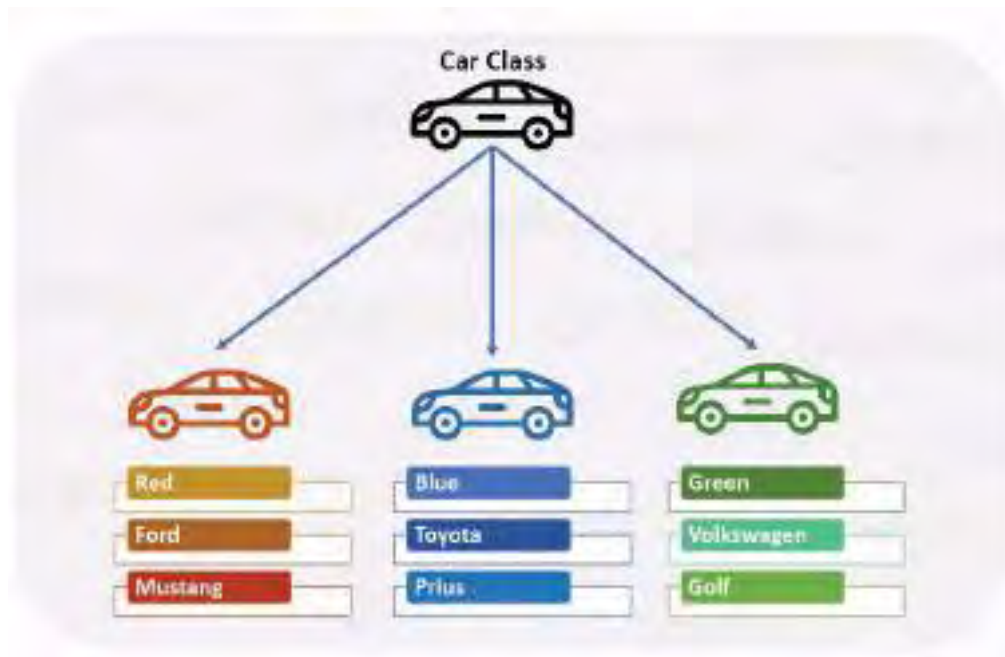 Car Class
Red
Ford
Mustang
Blue
Toyota
Prius
Green
Volkswagen
Golf